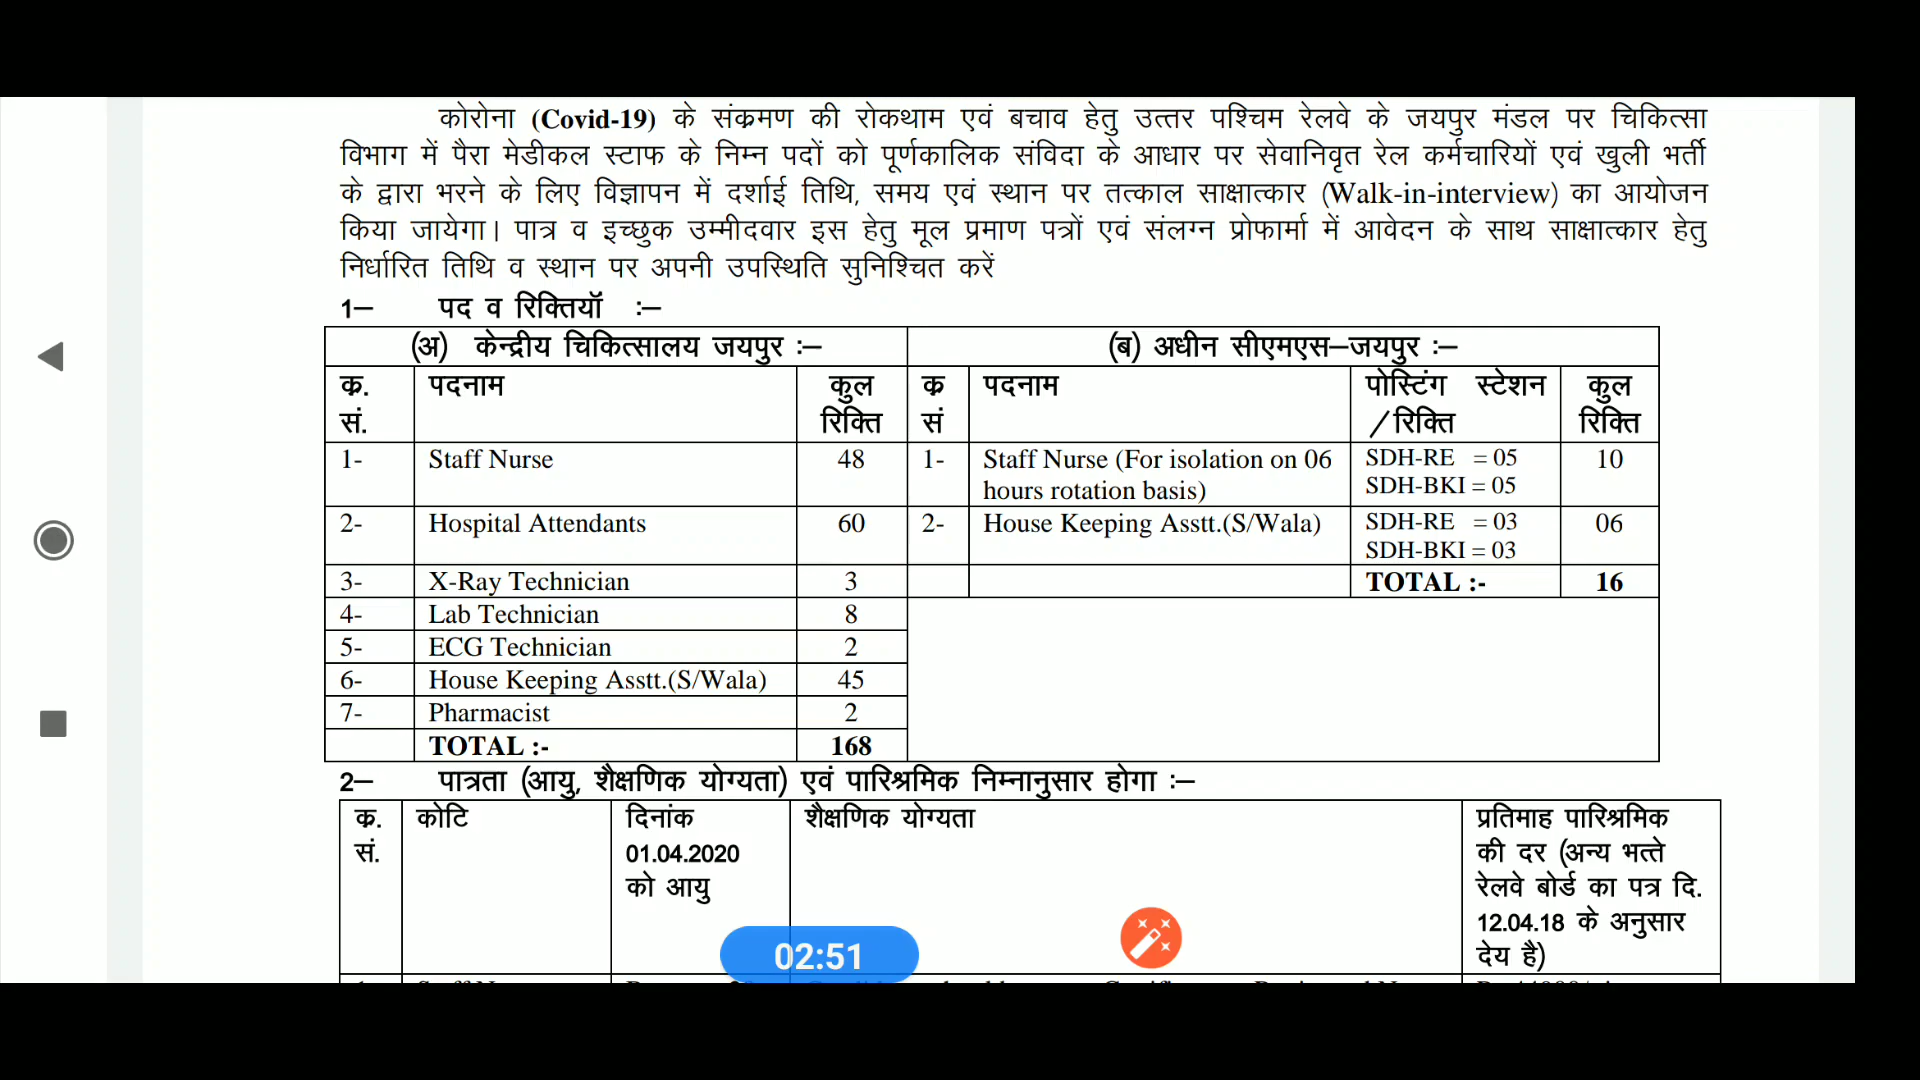 कोरोना (Covid-19) के संक्रमण की रोकथाम एवं बचाव हेतु उत्तर पश्चिम रेलवे के जयपुर मंडल पर चिकित्सा
विभाग में पैरा मेडीकल स्टाफ के निम्न पदों को पूर्णकालिक संविदा के आधार पर सेवानिवृत रेल कर्मचारियों एवं खुली भर्ती
के द्वारा भरने के लिए विज्ञापन में दर्शाई तिथि, समय एवं स्थान पर तत्काल साक्षात्कार (Walk-in-interview) का आयोजन
किया जायेगा। पात्र व इच्छुक उम्मीदवार इस हेतु मूल प्रमाण पत्रों एवं संलग्न प्रोफार्मा में आवेदन के साथ साक्षात्कार हेतु
निर्धारित तिथि व स्थान पर अपनी उपस्थिति सुनिश्चित करें
1— पद व रिक्तियॉ :—
(अ) केन्द्रीय चिकित्सालय जयपुर :— (ब) अधीन सीएमएस—जयपुर :—
क्र. पदनाम कुल क्र पदनाम पोस्टिंग स्टेशन कुल
सं. रिक्ति सं /रिक्ति रिक्ति
1- Staff Nurse 48 1- Staff Nurse (For isolation on 06 SDH-RE = 05 10
hours rotation basis) SDH-BKI = 05
2- Hospital Attendants 60 2- House Keeping Asstt.(S/Wala) SDH-RE = 03 06
SDH-BKI = 03
3- X-Ray Technician 3 TOTAL :- 16
4- Lab Technician 8
5- ECG Technician 2
6- House Keeping Asstt.(S/Wala) 45
7- Pharmacist 2
TOTAL :- 168
2— पात्रता (आयु, शैक्षणिक योग्यता) एवं पारिश्रमिक निम्नानुसार होगा :—
क्र. कोटि दिनांक शैक्षणिक योग्यता प्रतिमाह पारिश्रमिक
सं. 01.04.2020 की दर (अन्य भत्ते
को आयु रेलवे बोर्ड का पत्र दि.
12.04.18 के अनुसार
देय है)
02:51